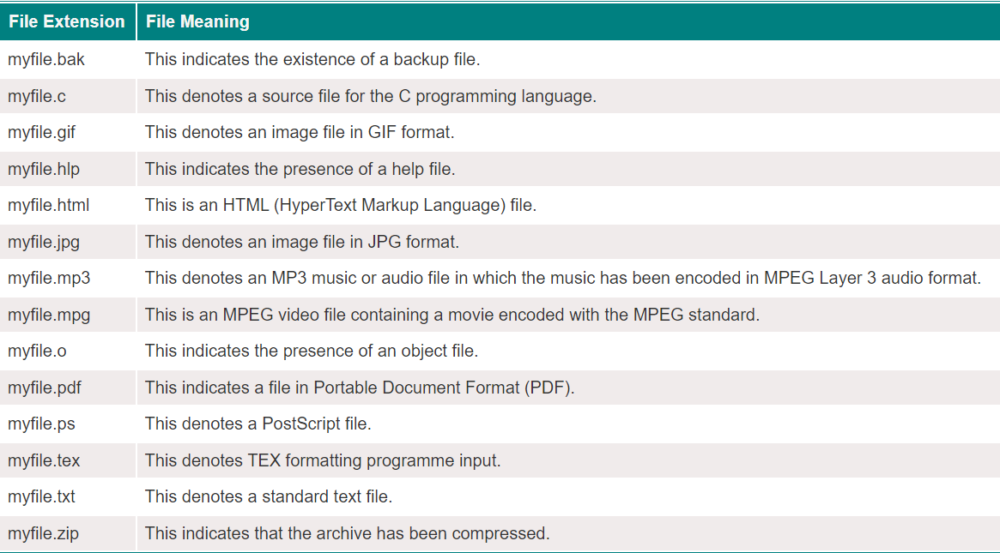 File Extension File Meaning
myfile.bak This indicates the existence of a backup file.
myfile.c This denotes a source file for the C programming language.
myfile.gif This denotes an image file in GIF format.
myfile.hlp This indicates the presence of a help file.
myfile.html This is an HTML (HyperText Markup Language) file.
myfile.jpg This denotes an image file in JPG format.
myfile.mp3 This denotes an MP3 music or audio file in which the music has been encoded in MPEG Layer 3 audio format.
myfile.mpg This is an MPEG video file containing a movie encoded with the MPEG standard.
myfile.o This indicates the presence of an object file.
myfile.pdf This indicates a file in Portable Document Format (PDF).
myfile.ps This denotes a PostScript file.
myfile.tex This denotes TEX formatting programme input.
myfile.txt This denotes a standard text file.
myfile.zip This indicates that the archive has been compressed.